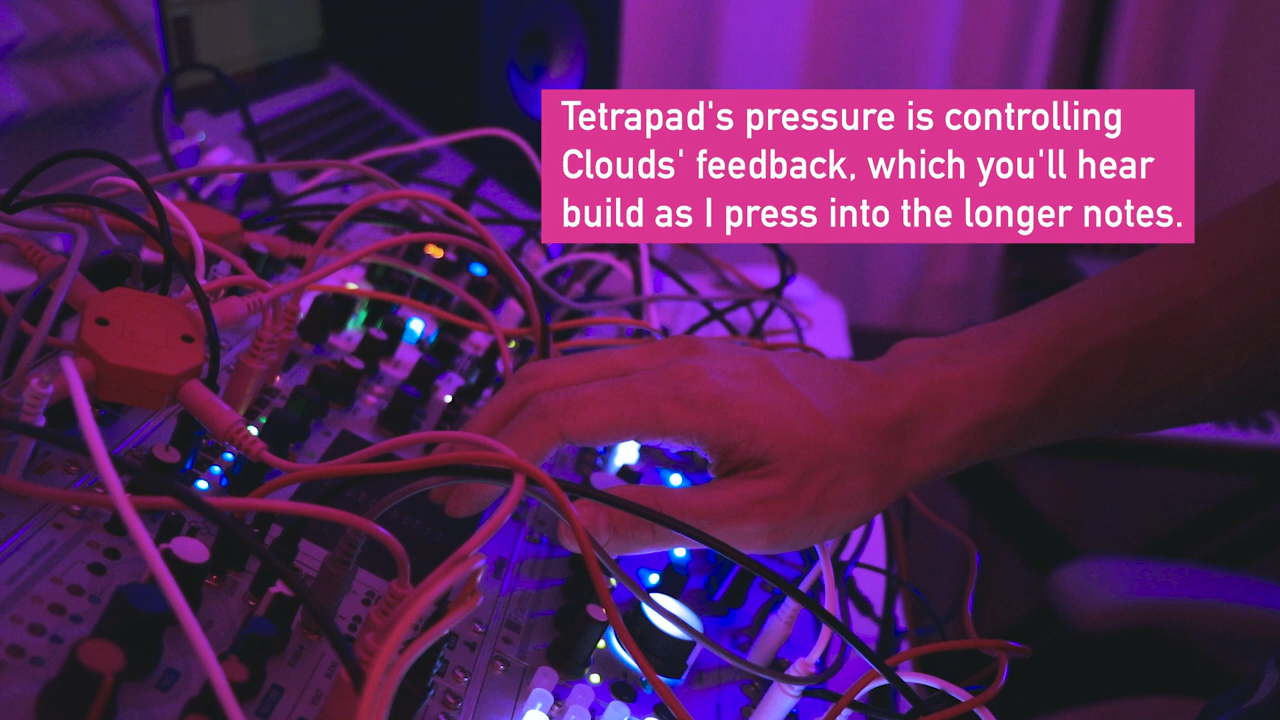 Tetrapad's pressure is controlling
Clouds' feedback, which you'll hear
build as I press into the longer notes.